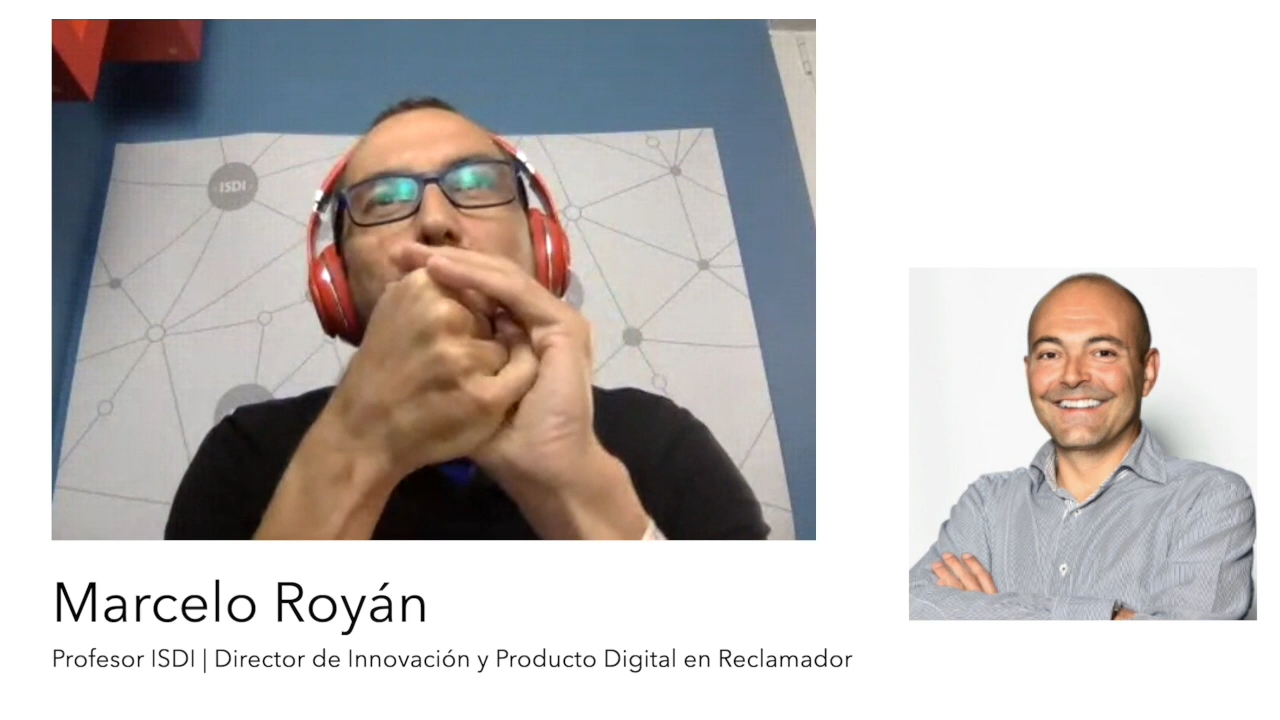 ISDI
Marcelo Royán
Profesor ISDI | Director de Innovación y Producto Digital en Reclamador